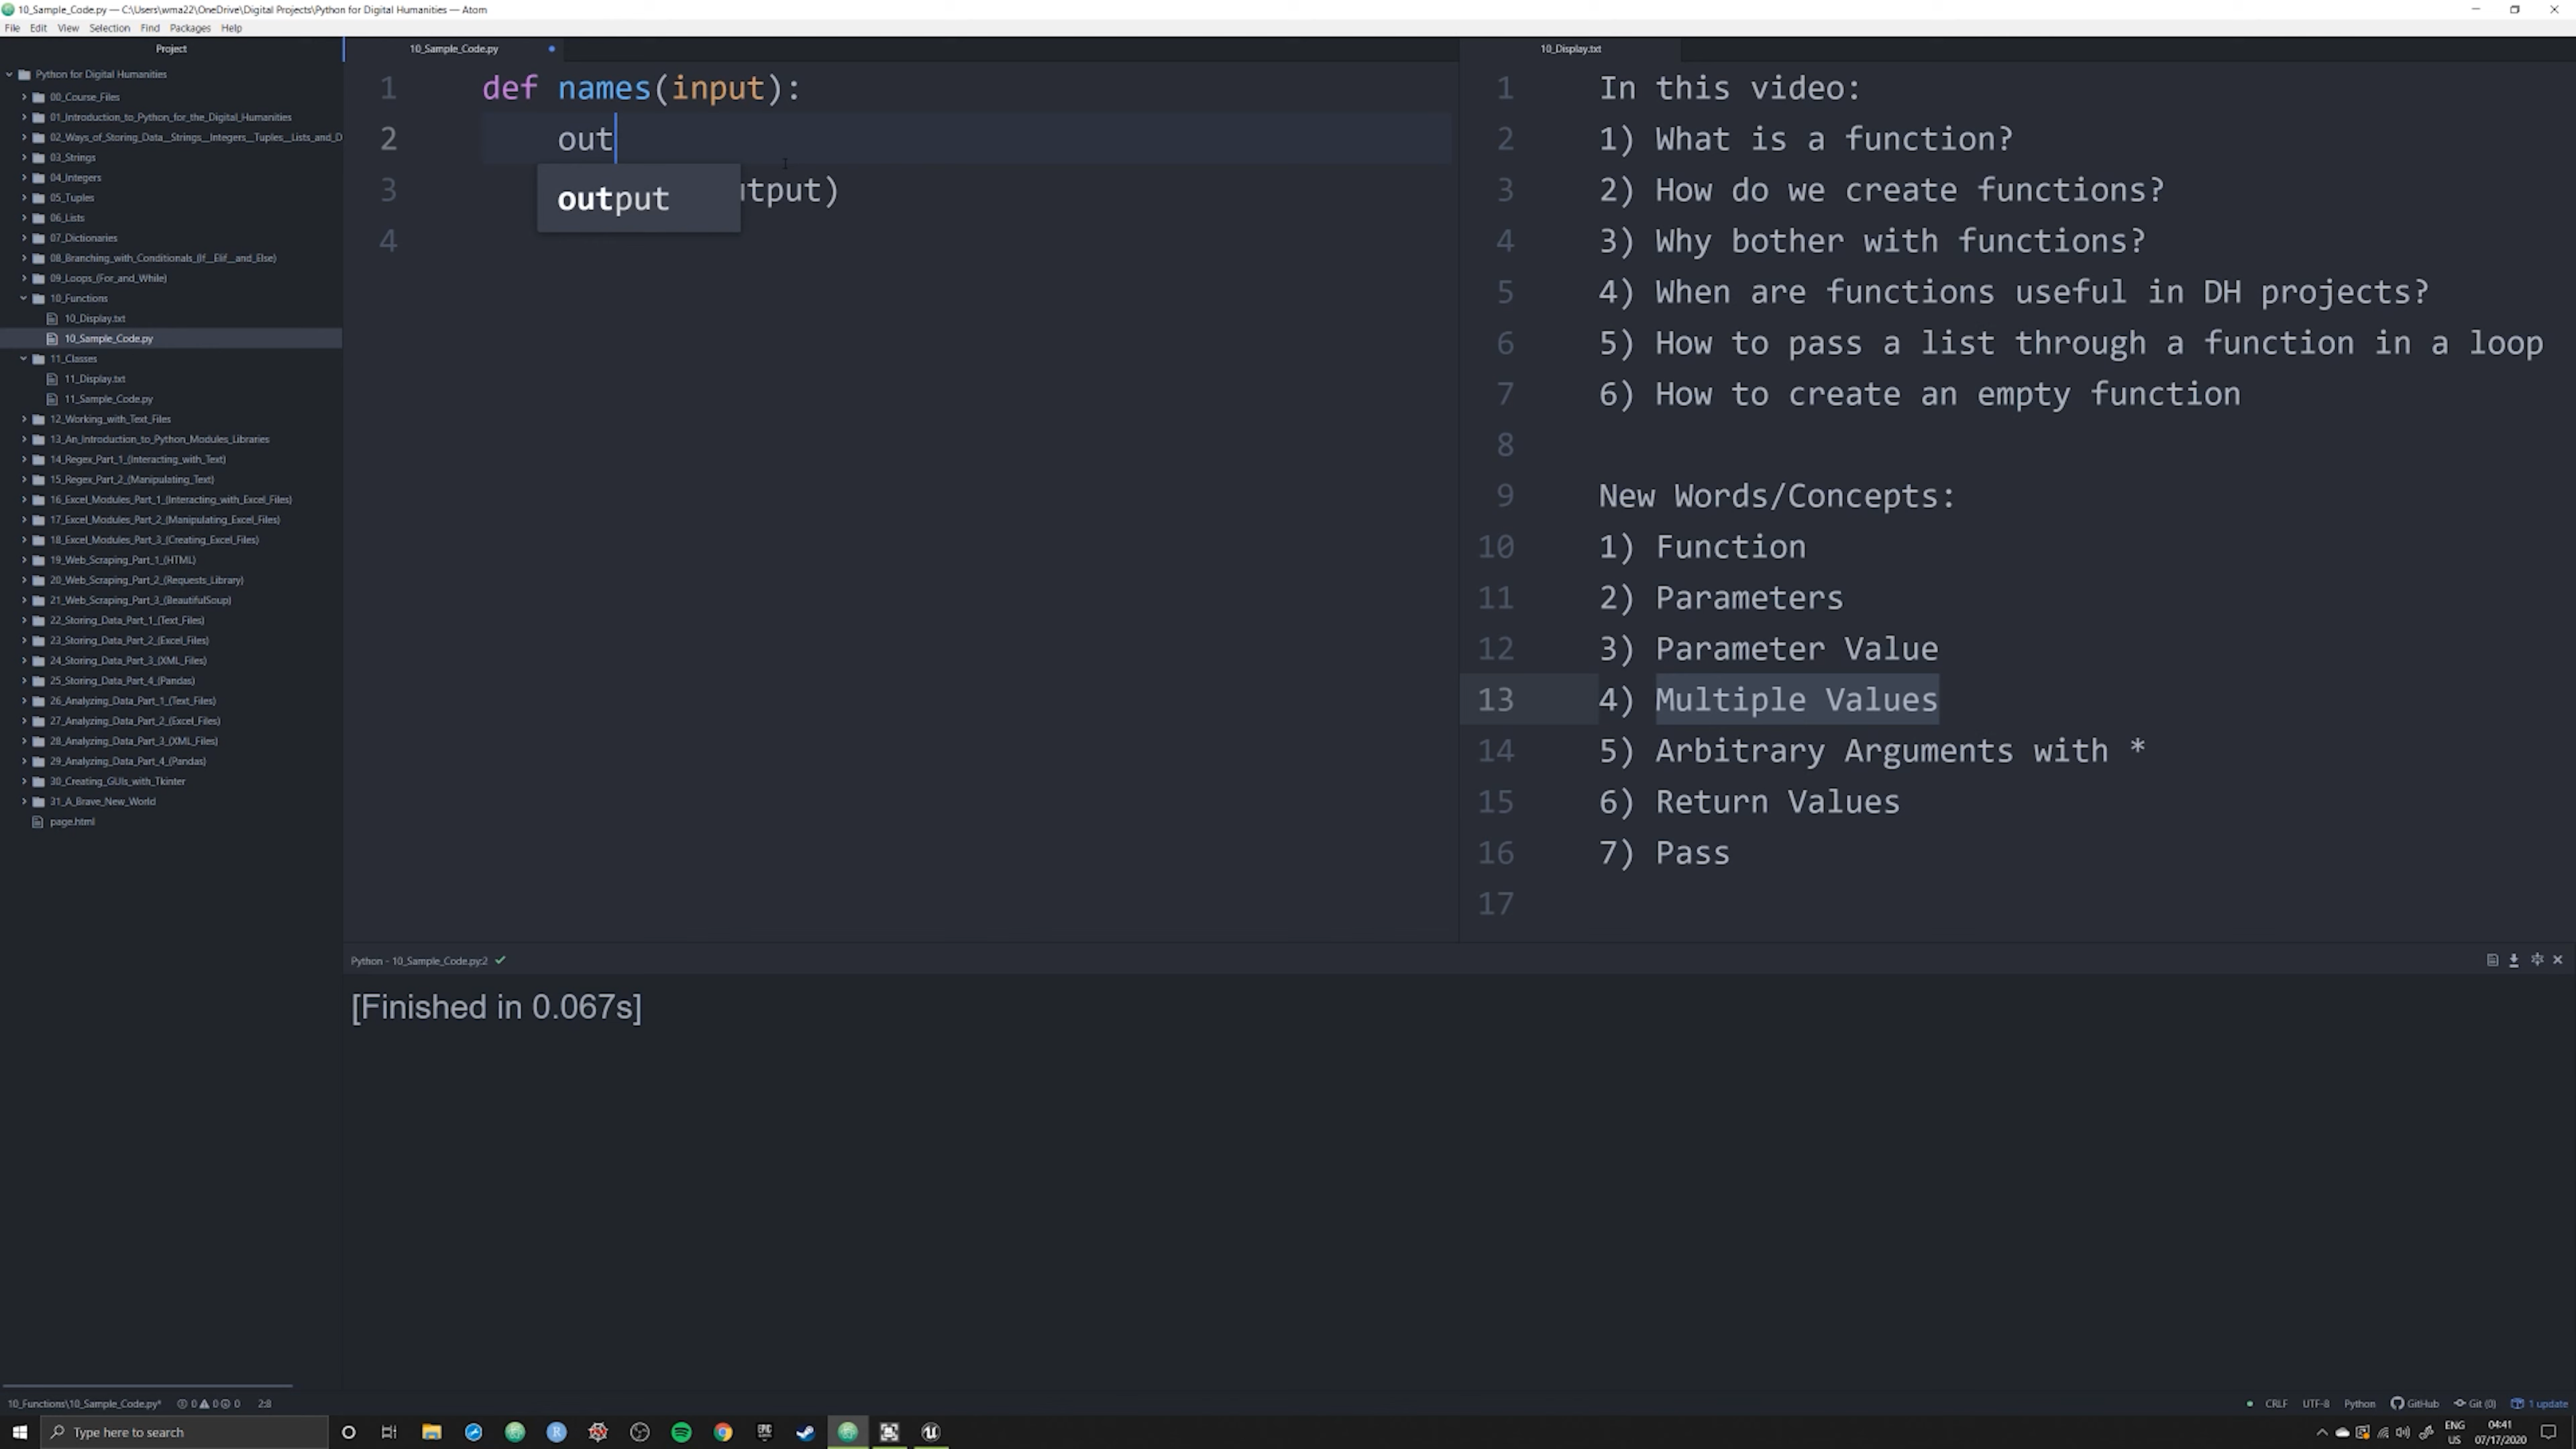 10_Sample_Code.py — C:\Users\wma22\OneDrive\Digital Projects\Python for Digital Humanities — Atom
File Edit View Selection Find Packages Help
Project
Python for Digital Humanities
00_Course_Files
01_Introduction_to_Python_for_the_Digital_Humanities
02_Ways_of_Storing_Data__Strings__Integers__Tuples__Lists_and_D
03_Strings
04_Integers
05_Tuples
06_Lists
07_Dictionaries
08_Branching_with_Conditionals_(If__Elif__and_Else)
09_Loops_(For_and_While)
10_Functions
10_Display.txt
10_Sample_Code.py
11_Classes
11_Display.txt
11_Sample_Code.py
12_Working_with_Text_Files
13_An_Introduction_to_Python_Modules_Libraries
14_Regex_Part_1_(Interacting_with_Text)
15_Regex_Part_2_(Manipulating_Text)
16_Excel_Modules_Part_1_(Interacting_with_Excel_Files)
17_Excel_Modules_Part_2_(Manipulating_Excel_Files)
18_Excel_Modules_Part_3_(Creating_Excel_Files)
19_Web_Scraping_Part_1_(HTML)
20_Web_Scraping_Part_2_(Requests_Library)
21_Web_Scraping_Part_3_(BeautifulSoup)
22_Storing_Data_Part_1_(Text_Files)
23_Storing_Data_Part_2_(Excel_Files)
24_Storing_Data_Part_3_(XML_Files)
25_Storing_Data_Part_4_(Pandas)
26_Analyzing_Data_Part_1_(Text_Files)
27_Analyzing_Data_Part_2_(Excel_Files)
28_Analyzing_Data_Part_3_(XML_Files)
29_Analyzing_Data_Part_4_(Pandas)
30_Creating_GUIs_with_Tkinter
31_A_Brave_New_World
page.html
10_Sample_Code.py
1 def names(input):
2 out
3 utput)
output
4
10_Display.txt
1 In this video:
2 1) What is a function?
3 2) How do we create functions?
4 3) Why bother with functions?
5 4) When are functions useful in DH projects?
6 5) How to pass a list through a function in a loop
7 6) How to create an empty function
8
9 New Words/Concepts:
10 1) Function
11 2) Parameters
12 3) Parameter Value
13 4) Multiple Values
14 5) Arbitrary Arguments with *
15 6) Return Values
16 7) Pass
17
Python - 10_Sample_Code.py:2
[Finished in 0.067s]
10_Functions\10_Sample_Code.py* 0 0 0 2:8
CRLF UTF-8 Python GitHub Git (0) 1 update
Type here to search
ENG
US
04:41
07/17/2020